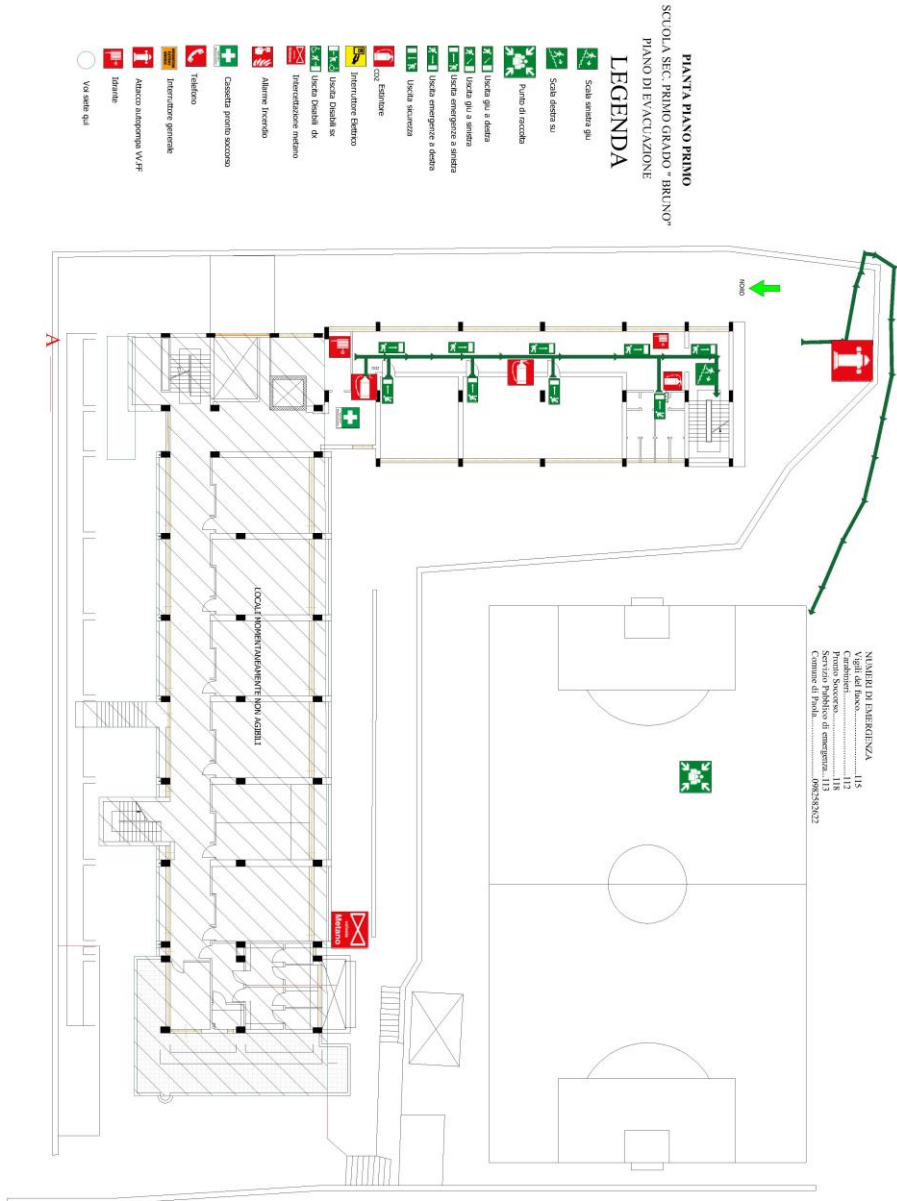 PIANTA PIANO PRIMO
SCUOLA SEC. PRIMO GRADO " BRUNO"
PIANO DI EVACUAZIONE
LEGENDA
Scala sinistra giu
Scala destra su
Punto di raccolta
Uscita giu a destra
Uscita giu a sinistra
Uscita emergenze a sinistra
Uscita emergenze a destra
Uscita sicurezza
CO2
Estintore
Interruttore Elettrico
Uscita Disabili sx
Uscita Disabili dx
Intercettazione metano
Allarme Incendio
Cassetta pronto soccorso
Telefono
Interruttore generale
Attacco autopompa VV.FF
Idrante
Voi siete qui
NORD
A
LOCALI MOMENTANEAMENTE NON AGIBILI
Metano
NUMERI DI EMERGENZA
Vigili del fuoco....................115
Carabinieri.........................112
Pronto Soccorso...................118
Servizio Pubblico di emergenza...113
Comune di Paola.................0982582622